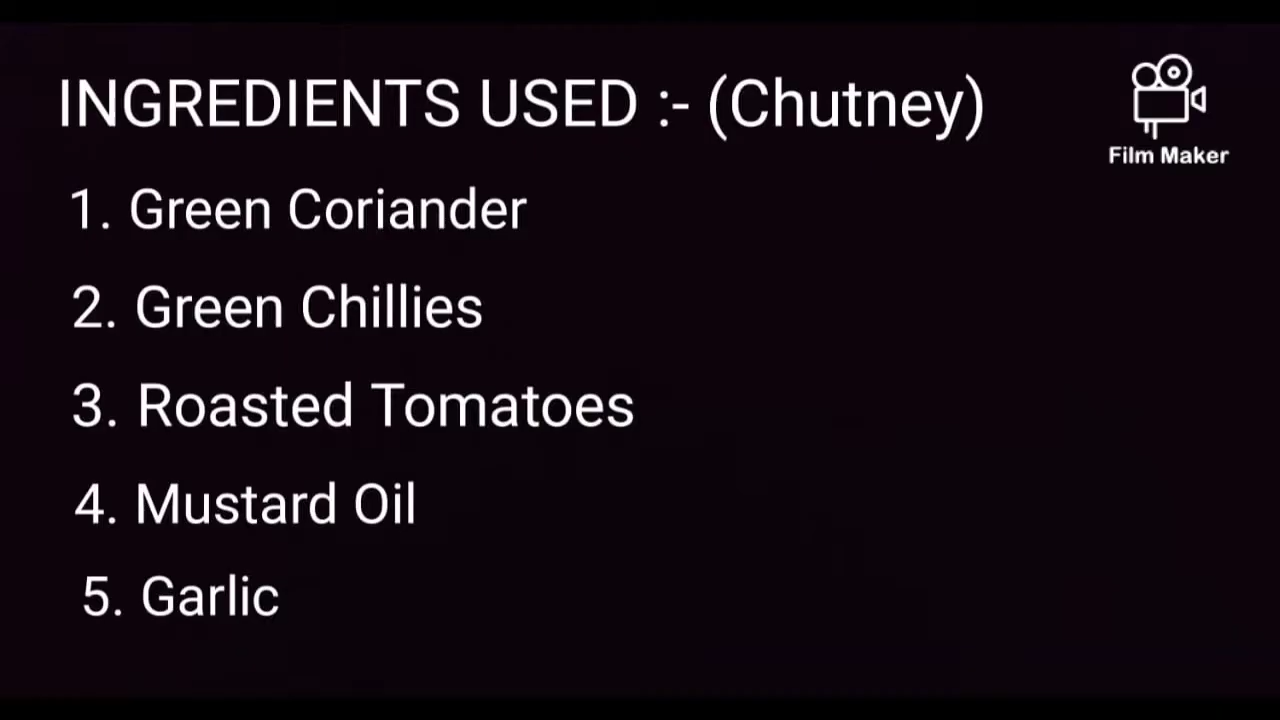 INGREDIENTS USED :- (Chutney)
Film Maker
1. Green Coriander
2. Green Chillies
3. Roasted Tomatoes
4. Mustard Oil
5. Garlic